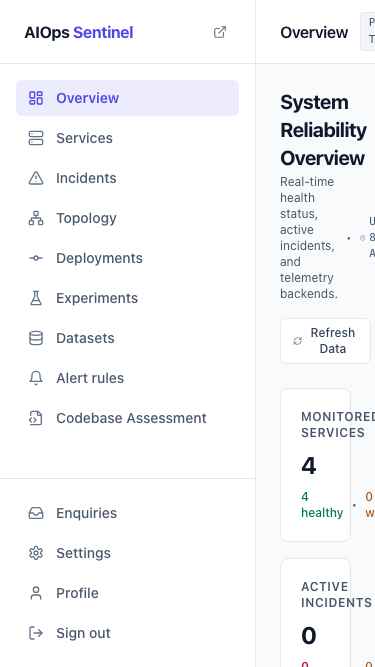 AIOps Sentinel
Overview
Services
Incidents
Topology
Deployments
Experiments
Datasets
Alert rules
Codebase Assessment
Enquiries
Settings
Profile
Sign out
Overview
System
Reliability
Overview
Real-time
health
status,
active
incidents,
and
telemetry
backends.
•
Refresh
Data
MONITORED
SERVICES
4
4
healthy
•
0
ACTIVE
INCIDENTS
0